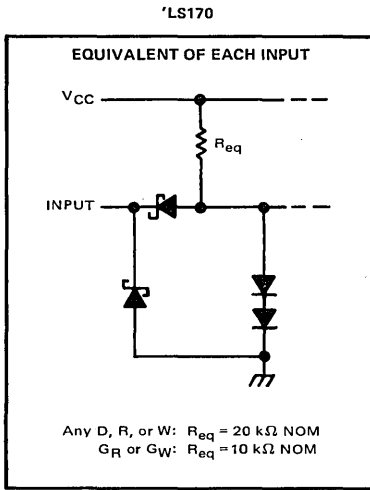 'LS170
EQUIVALENT OF EACH INPUT
VCC
Req
INPUT
Any D, R, or W: Req = 20 kΩ NOM
GR or GW: Req = 10 kΩ NOM